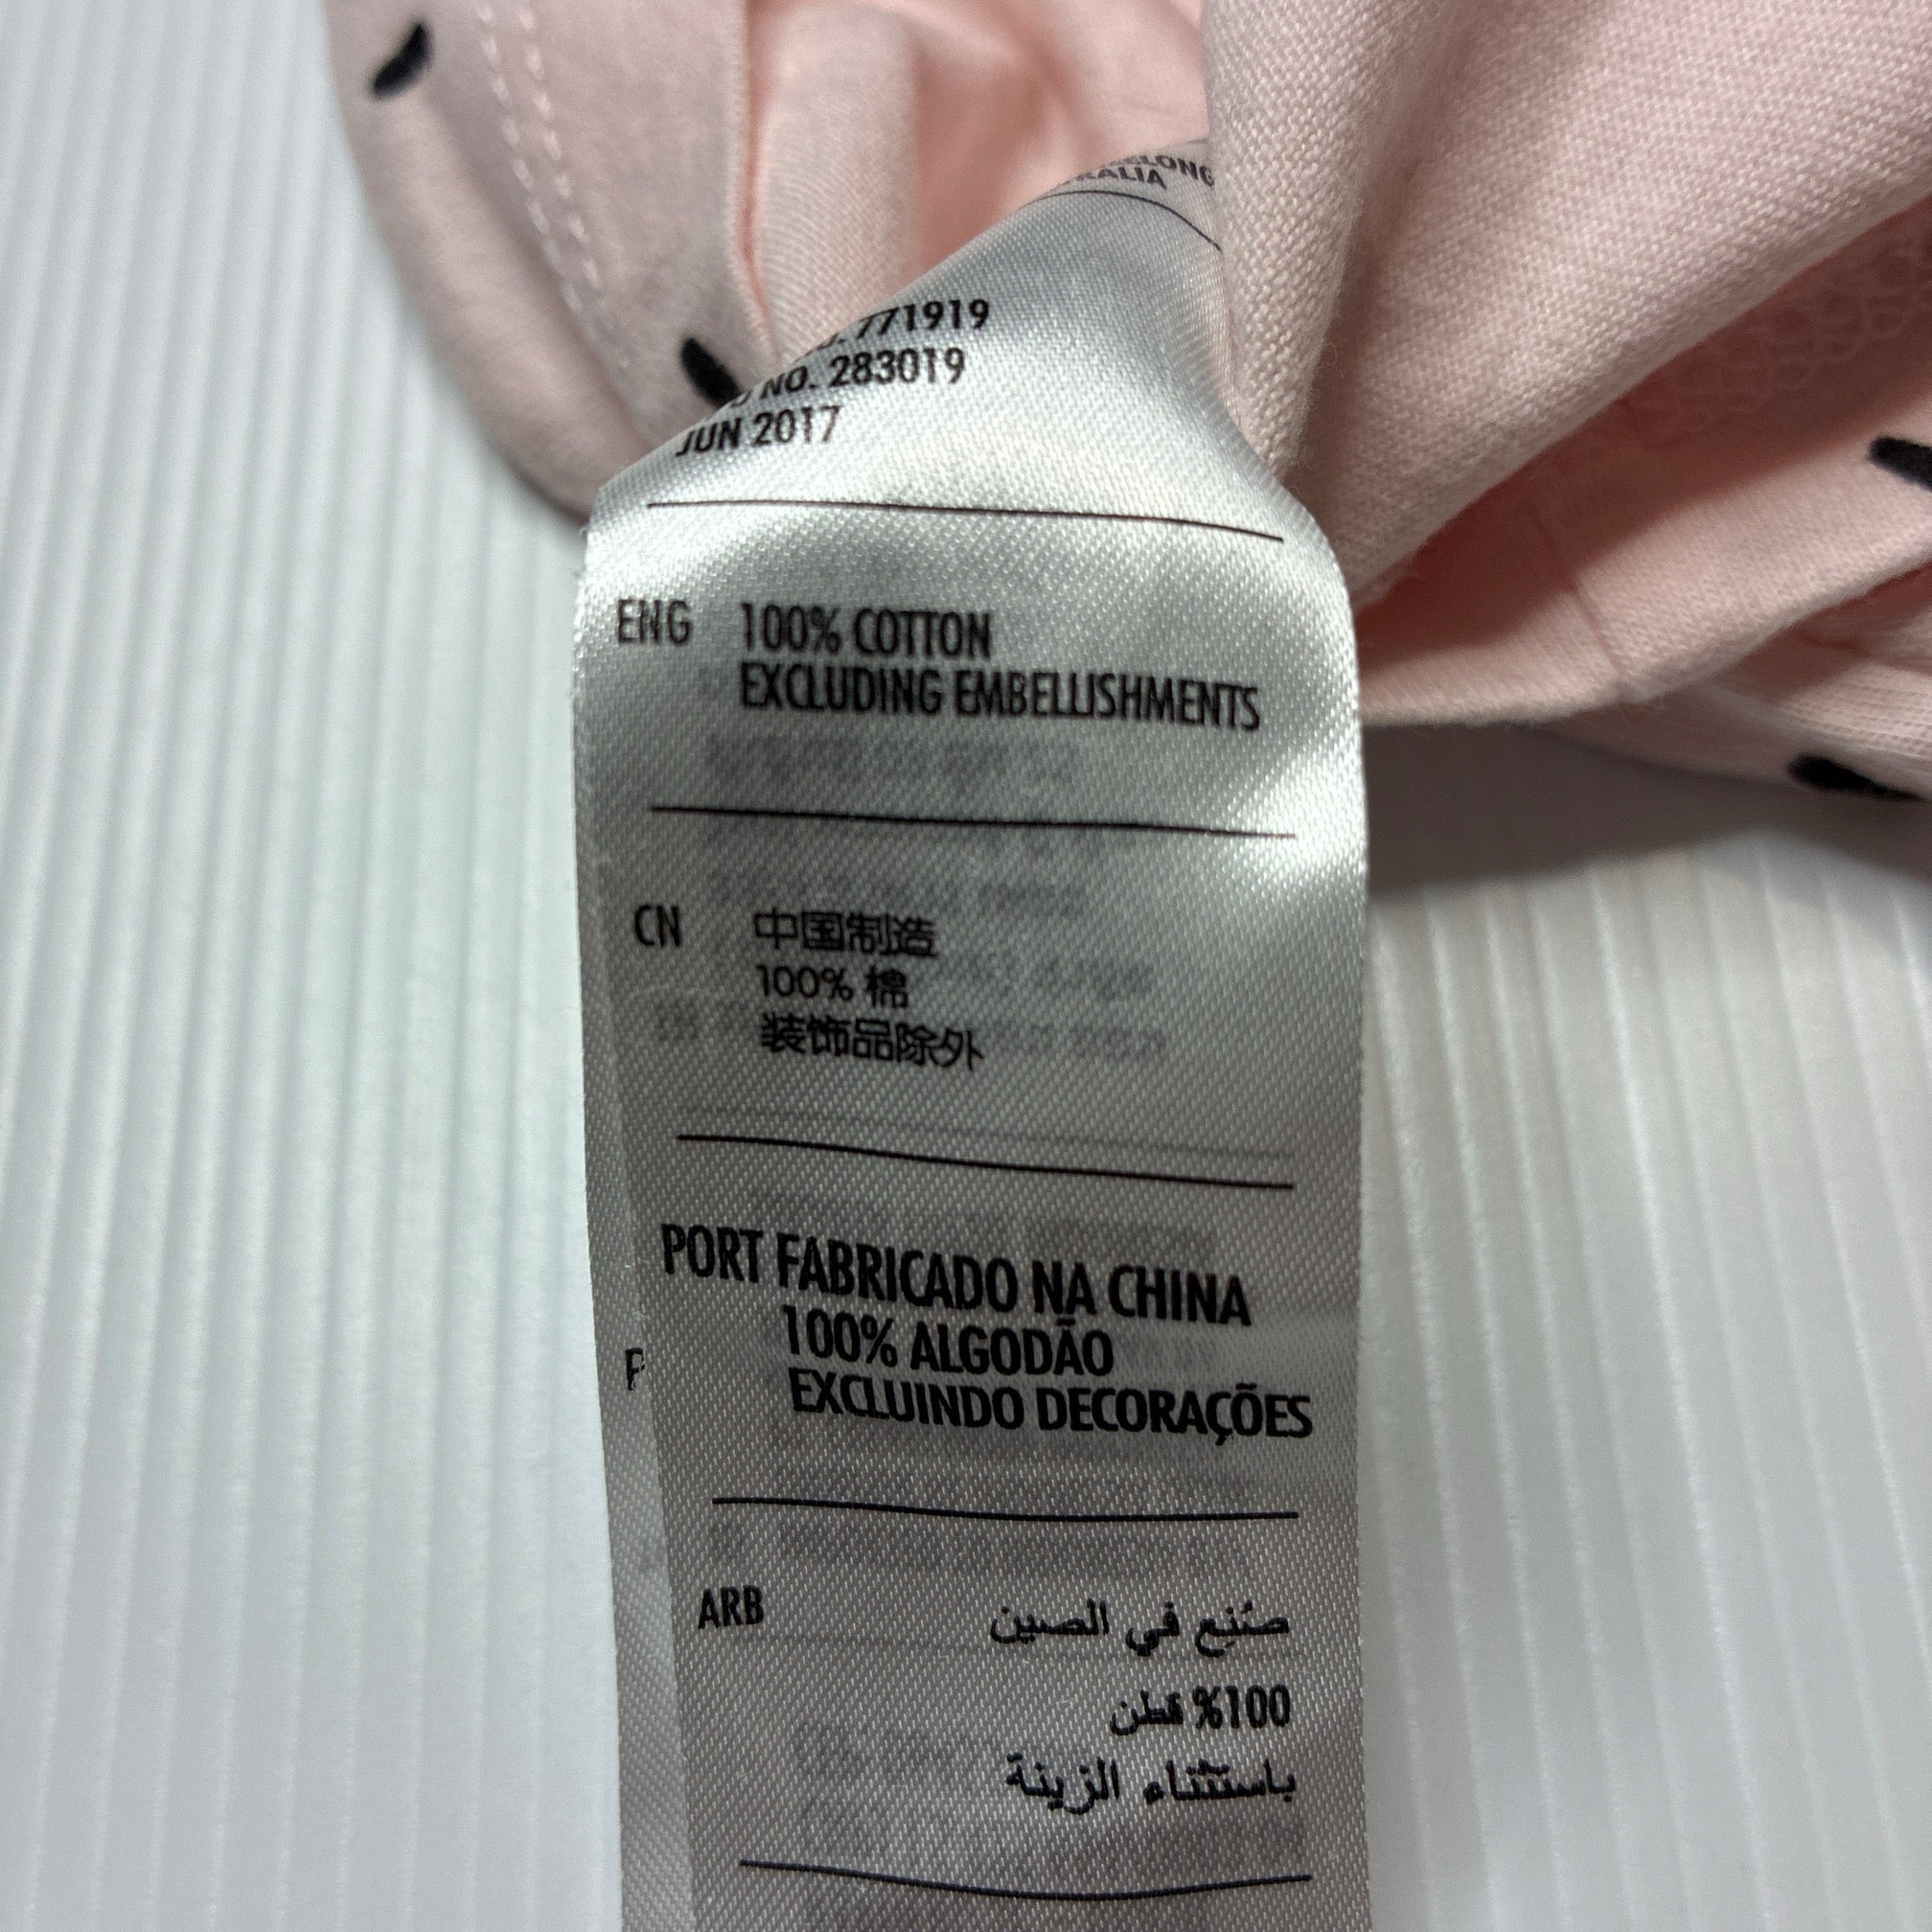 771919
NO. 283019
JUN 2017
ENG 100% COTTON
EXCLUDING EMBELLISHMENTS
CN 中国制造
100% 棉
装饰品除外
PORT FABRICADO NA CHINA
100% ALGODÃO
EXCLUINDO DECORAÇÕES
ARB صُنِع في الصين
%100 قطن
باستثناء الزينة